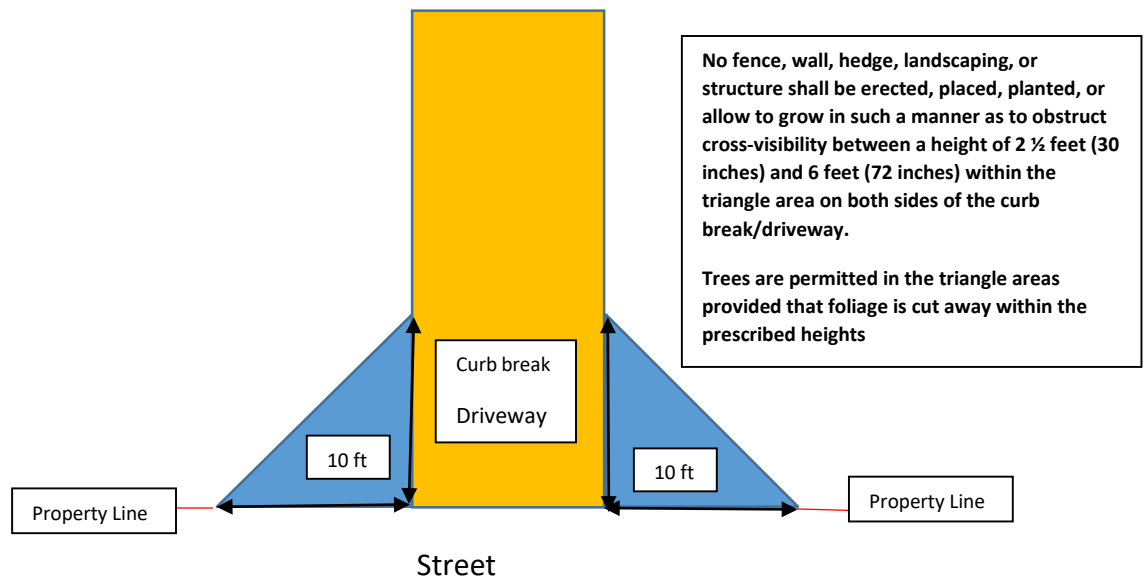 No fence, wall, hedge, landscaping, or
structure shall be erected, placed, planted, or
allow to grow in such a manner as to obstruct
cross-visibility between a height of 2 ½ feet (30
inches) and 6 feet (72 inches) within the
triangle area on both sides of the curb
break/driveway.
Trees are permitted in the triangle areas
provided that foliage is cut away within the
prescribed heights
Curb break
Driveway
10 ft
10 ft
Property Line
Property Line
Street